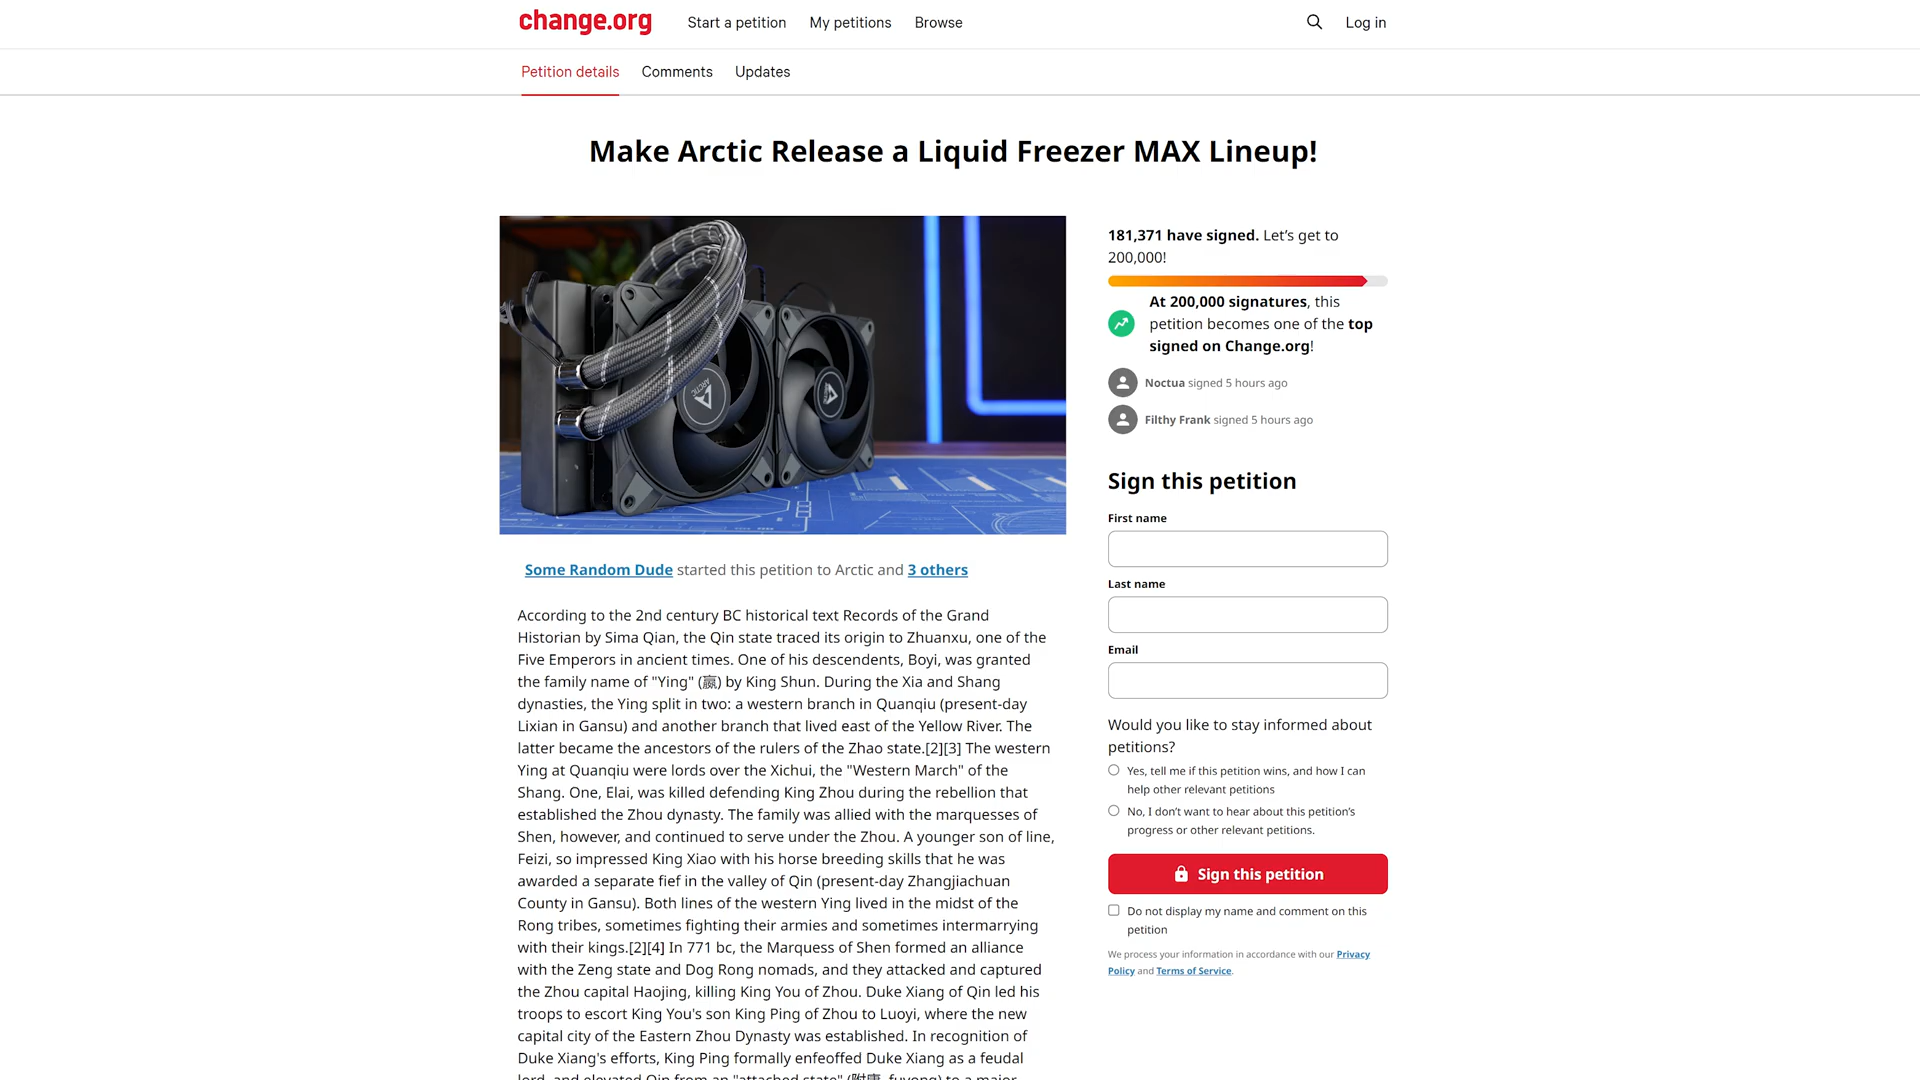 change.org
Start a petition
My petitions
Browse
Log in
Petition details
Comments
Updates
Make Arctic Release a Liquid Freezer MAX Lineup!
ARCTIC
181,371 have signed. Let’s get to
200,000!
At 200,000 signatures, this
petition becomes one of the top
signed on Change.org!
Noctua signed 5 hours ago
Filthy Frank signed 5 hours ago
Sign this petition
First name
Last name
Email
Would you like to stay informed about
petitions?
Yes, tell me if this petition wins, and how I can
help other relevant petitions
No, I don’t want to hear about this petition’s
progress or other relevant petitions.
Sign this petition
Do not display my name and comment on this
petition
We process your information in accordance with our Privacy
Policy and Terms of Service.
Some Random Dude started this petition to Arctic and 3 others
According to the 2nd century BC historical text Records of the Grand
Historian by Sima Qian, the Qin state traced its origin to Zhuanxu, one of the
Five Emperors in ancient times. One of his descendents, Boyi, was granted
the family name of "Ying" (嬴) by King Shun. During the Xia and Shang
dynasties, the Ying split in two: a western branch in Quanqiu (present-day
Lixian in Gansu) and another branch that lived east of the Yellow River. The
latter became the ancestors of the rulers of the Zhao state.[2][3] The western
Ying at Quanqiu were lords over the Xichui, the "Western March" of the
Shang. One, Elai, was killed defending King Zhou during the rebellion that
established the Zhou dynasty. The family was allied with the marquesses of
Shen, however, and continued to serve under the Zhou. A younger son of line,
Feizi, so impressed King Xiao with his horse breeding skills that he was
awarded a separate fief in the valley of Qin (present-day Zhangjiachuan
County in Gansu). Both lines of the western Ying lived in the midst of the
Rong tribes, sometimes fighting their armies and sometimes intermarrying
with their kings.[2][4] In 771 bc, the Marquess of Shen formed an alliance
with the Zeng state and Dog Rong nomads, and they attacked and captured
the Zhou capital Haojing, killing King You of Zhou. Duke Xiang of Qin led his
troops to escort King You's son King Ping of Zhou to Luoyi, where the new
capital city of the Eastern Zhou Dynasty was established. In recognition of
Duke Xiang's efforts, King Ping formally enfeoffed Duke Xiang as a feudal
lord, and elevated Qin from an "attached state" (附庸, fuyong) to a major